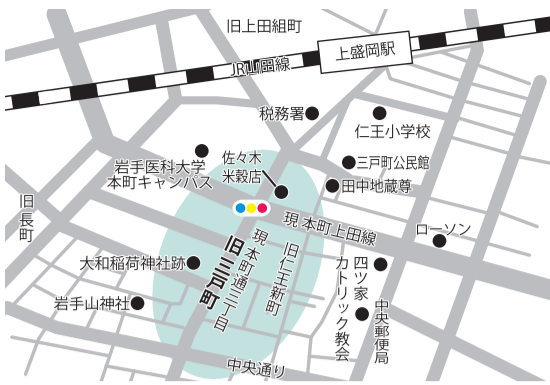 旧上田組町
上盛岡駅
JR山田線
税務署
仁王小学校
岩手医科大学
本町キャンパス
佐々木
米穀店
三戸町公民館
田中地蔵尊
旧長町
現 本町上田線
ローソン
現 本町通三丁目
旧 三戸町
旧仁王新町
大和稲荷神社跡
岩手山神社
四ツ家
カトリック教会
中央郵便局
中央通り